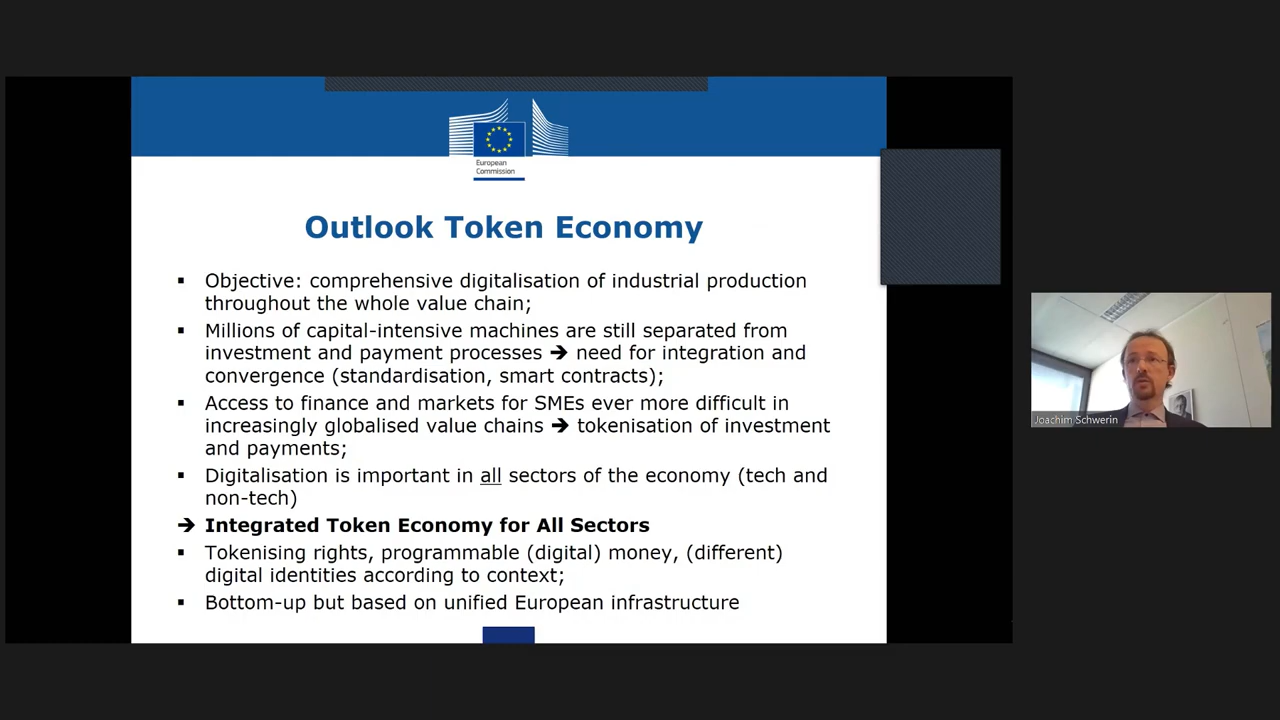 European
Commission
Outlook Token Economy
▪ Objective: comprehensive digitalisation of industrial production
throughout the whole value chain;
▪ Millions of capital-intensive machines are still separated from
investment and payment processes ➔ need for integration and
convergence (standardisation, smart contracts);
▪ Access to finance and markets for SMEs ever more difficult in
increasingly globalised value chains ➔ tokenisation of investment
and payments;
▪ Digitalisation is important in all sectors of the economy (tech and
non-tech)
➔ Integrated Token Economy for All Sectors
▪ Tokenising rights, programmable (digital) money, (different)
digital identities according to context;
▪ Bottom-up but based on unified European infrastructure
Joachim Schwerin